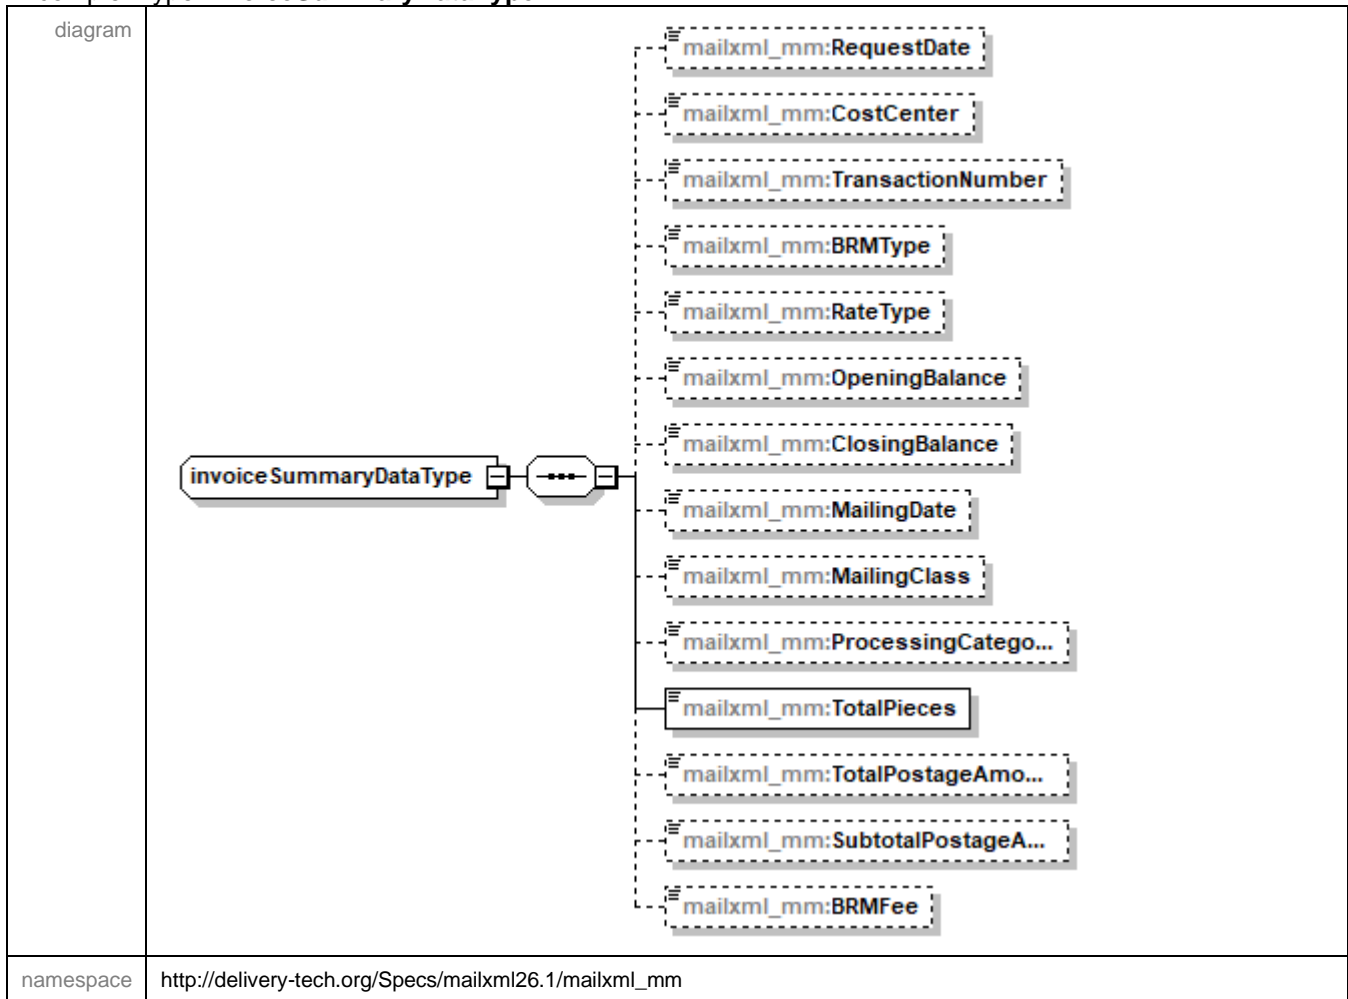 diagram
mailxml_mm:RequestDate
mailxml_mm:CostCenter
mailxml_mm:TransactionNumber
mailxml_mm:BRMType
mailxml_mm:RateType
mailxml_mm:OpeningBalance
mailxml_mm:ClosingBalance
invoiceSummaryDataType
mailxml_mm:MailingDate
mailxml_mm:MailingClass
mailxml_mm:ProcessingCatego...
mailxml_mm:TotalPieces
mailxml_mm:TotalPostageAmo...
mailxml_mm:SubtotalPostageA...
mailxml_mm:BRMFee
namespace http://delivery-tech.org/Specs/mailxml26.1/mailxml_mm